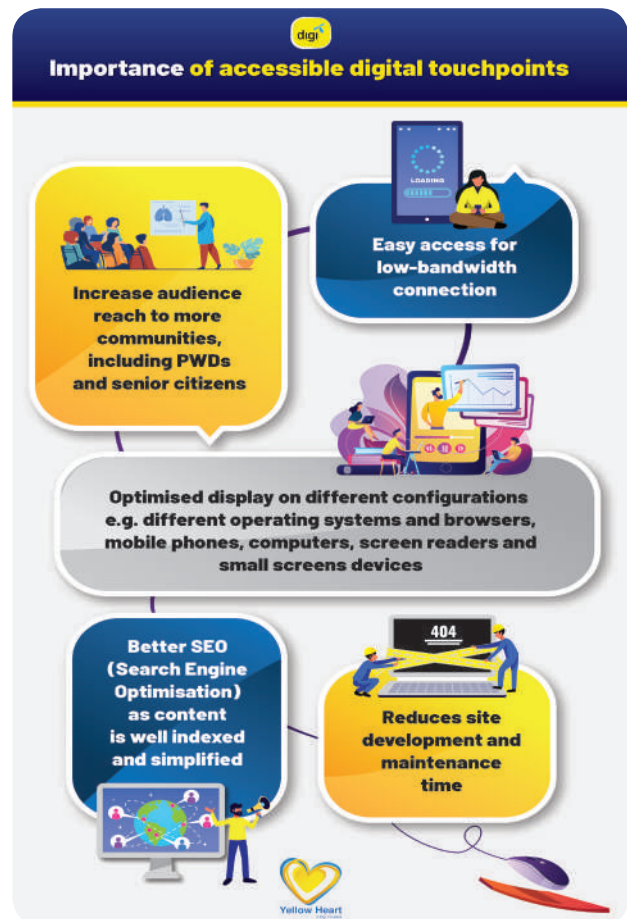 digi
Importance of accessible digital touchpoints
LOADING
Easy access for
low-bandwidth
connection
Increase audience
reach to more
communities,
including PWDs
and senior citizens
Optimised display on different configurations
e.g. different operating systems and browsers,
mobile phones, computers, screen readers and
small screens devices
Better SEO
(Search Engine
Optimisation)
as content
is well indexed
and simplified
404
Reduces site
development and
maintenance
time
Yellow Heart